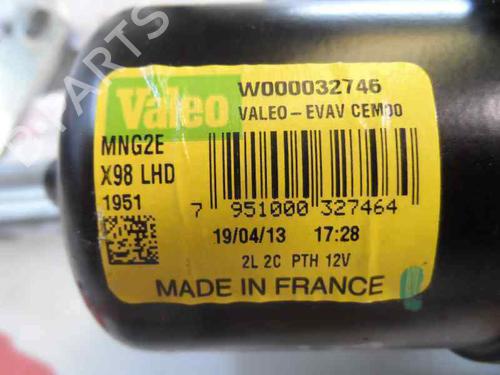 Valeo
W000032746
VALEO-EVAV CEM00
MNG2E
X98 LHD
1951
7 951000 327464
19/04/13 17:28
2L 2C PTH 12V
MADE IN FRANCE
PARTS